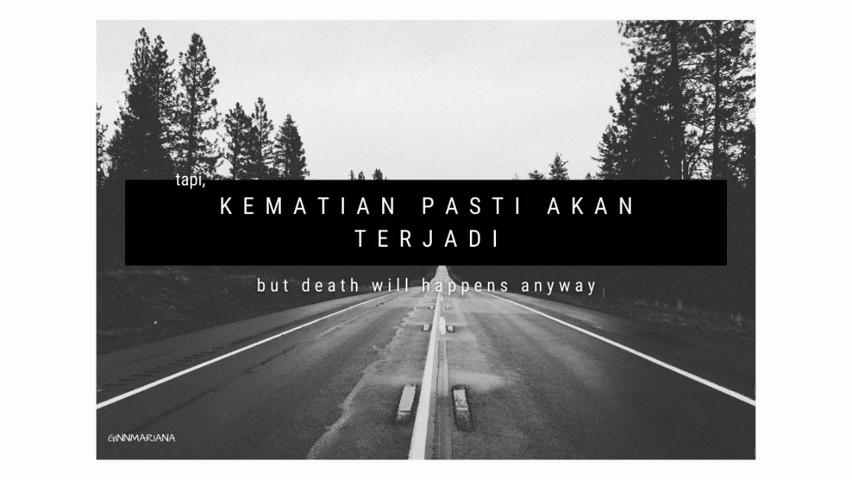 tapi,
KEMATIAN PASTI AKAN
TERJADI
but death will happens anyway
GINNMARIANA